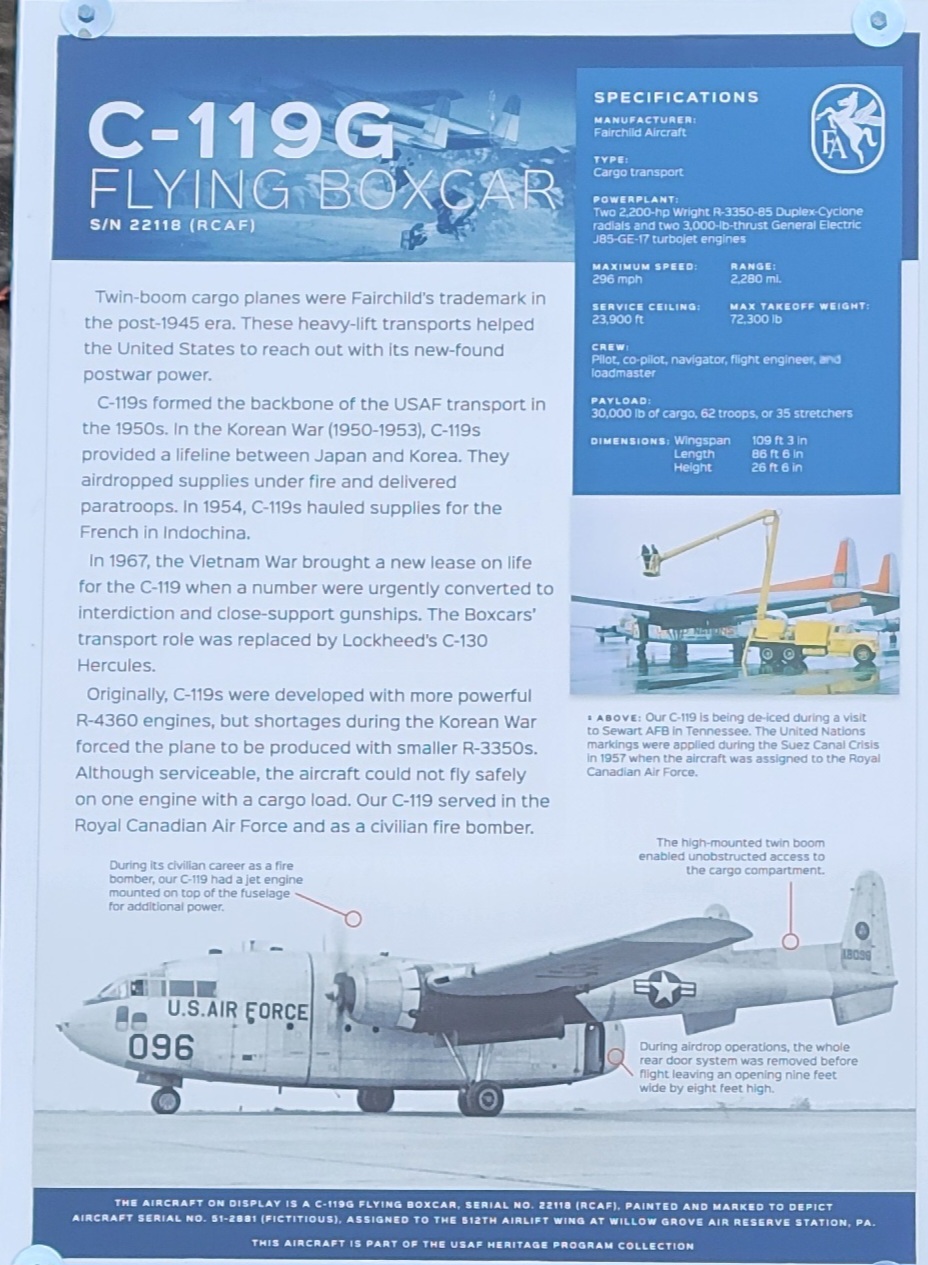 C-119G
FLYING BOXCAR
S/N 22118 (RCAF)
Twin-boom cargo planes were Fairchild's trademark in
the post-1945 era. These heavy-lift transports helped
the United States to reach out with its new-found
postwar power.
C-119s formed the backbone of the USAF transport in
the 1950s. In the Korean War (1950-1953), C-119s
provided a lifeline between Japan and Korea. They
airdropped supplies under fire and delivered
paratroops. In 1954, C-119s hauled supplies for the
French in Indochina.
In 1967, the Vietnam War brought a new lease on life
for the C-119 when a number were urgently converted to
interdiction and close-support gunships. The Boxcars'
transport role was replaced by Lockheed's C-130
Hercules.
Originally, C-119s were developed with more powerful
R-4360 engines, but shortages during the Korean War
forced the plane to be produced with smaller R-3350s.
Although serviceable, the aircraft could not fly safely
on one engine with a cargo load. Our C-119 served in the
Royal Canadian Air Force and as a civilian fire bomber.
SPECIFICATIONS
FA
MANUFACTURER:
Fairchild Aircraft
TYPE:
Cargo transport
POWERPLANT:
Two 2,200-hp Wright R-3350-85 Duplex-Cyclone
radials and two 3,000-lb-thrust General Electric
J85-GE-17 turbojet engines
MAXIMUM SPEED: RANGE:
296 mph 2,280 mi.
SERVICE CEILING: MAX TAKEOFF WEIGHT:
23,900 ft 72,300 lb
CREW:
Pilot, co-pilot, navigator, flight engineer, and
loadmaster
PAYLOAD:
30,000 lb of cargo, 62 troops, or 35 stretchers
DIMENSIONS: Wingspan 109 ft 3 in
Length 86 ft 6 in
Height 26 ft 6 in
ABOVE: Our C-119 is being de-iced during a visit
to Sewart AFB in Tennessee. The United Nations
markings were applied during the Suez Canal Crisis
in 1957 when the aircraft was assigned to the Royal
Canadian Air Force.
During its civilian career as a fire
bomber, our C-119 had a jet engine
mounted on top of the fuselage
for additional power.
The high-mounted twin boom
enabled unobstructed access to
the cargo compartment.
U.S. AIR FORCE
096
During airdrop operations, the whole
rear door system was removed before
flight leaving an opening nine feet
wide by eight feet high.
THE AIRCRAFT ON DISPLAY IS A C-119G FLYING BOXCAR, SERIAL NO. 22118 (RCAF), PAINTED AND MARKED TO DEPICT
AIRCRAFT SERIAL NO. 51-2881 (FICTITIOUS), ASSIGNED TO THE 512TH AIRLIFT WING AT WILLOW GROVE AIR RESERVE STATION, PA.
THIS AIRCRAFT IS PART OF THE USAF HERITAGE PROGRAM COLLECTION